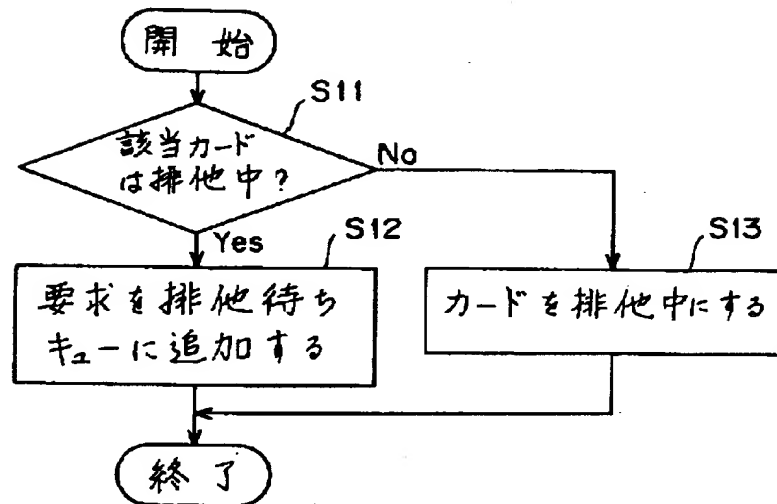 開 始
S11
該当カード
は排他中?
No
Yes
S12
要求を排他待ち
キューに追加する
S13
カードを排他中にする
終 了